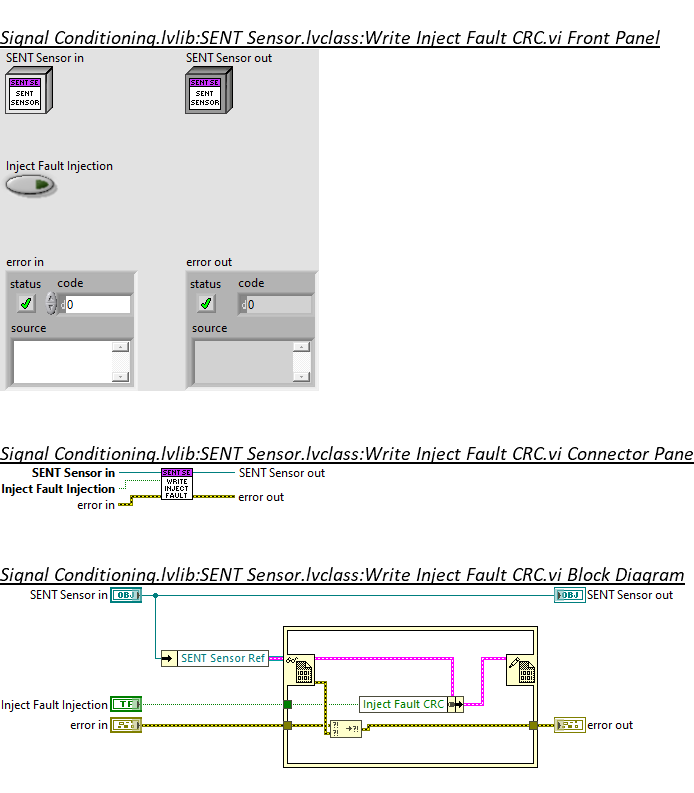 Signal Conditioning.lvlib:SENT Sensor.lvclass:Write Inject Fault CRC.vi Front Panel
SENT Sensor in SENT Sensor out
SENT SE SENT SE
SENT SENT
SENSOR SENSOR
Inject Fault Injection
error in error out
status code status code
d 0 d 0
source source
Signal Conditioning.lvlib:SENT Sensor.lvclass:Write Inject Fault CRC.vi Connector Pane
SENT Sensor in SENT SE SENT Sensor out
Inject Fault Injection WRITE
INJECT
error in FAULT error out
Signal Conditioning.lvlib:SENT Sensor.lvclass:Write Inject Fault CRC.vi Block Diagram
SENT Sensor in OBJ OBJ SENT Sensor out
SENT Sensor Ref
Inject Fault Injection TF Inject Fault CRC
error in ?! ?! ?! error out